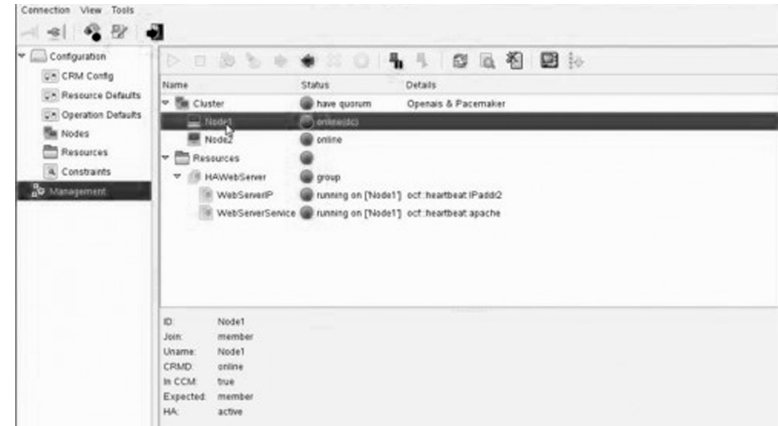 Connection View Tools
Configuration
CRM Config
Resource Defaults
Operation Defaults
Nodes
Resources
Constraints
Management
Name Status Details
Cluster have quorum Openais & Pacemaker
Node1 online(dc)
Node2 online
Resources
HAWebServer group
WebServerIP running on ['Node1'] ocf::heartbeat:IPaddr2
WebServerService running on ['Node1'] ocf::heartbeat:apache
ID: Node1
Join: member
Uname: Node1
CRMD: online
In CCM: true
Expected: member
HA: active